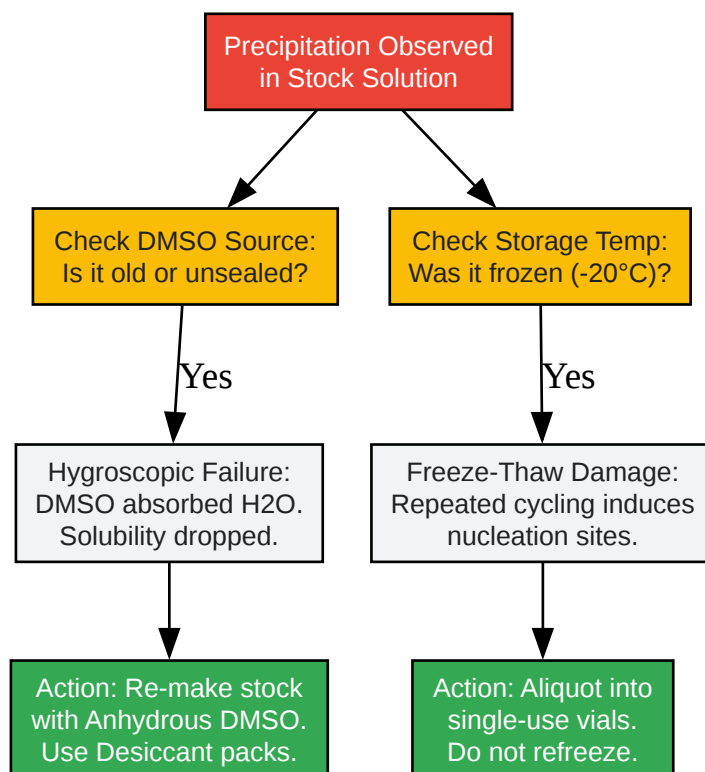 Precipitation Observed
in Stock Solution
Check DMSO Source:
Is it old or unsealed?
Check Storage Temp:
Was it frozen (-20°C)?
Yes
Yes
Hygroscopic Failure:
DMSO absorbed H2O.
Solubility dropped.
Freeze-Thaw Damage:
Repeated cycling induces
nucleation sites.
Action: Re-make stock
with Anhydrous DMSO.
Use Desiccant packs.
Action: Aliquot into
single-use vials.
Do not refreeze.